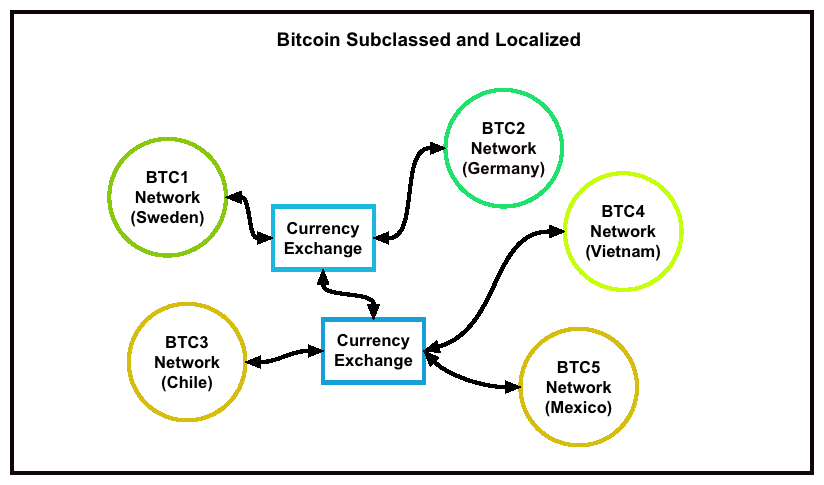 Bitcoin Subclassed and Localized
BTC1
Network
(Sweden)
BTC2
Network
(Germany)
Currency
Exchange
BTC4
Network
(Vietnam)
BTC3
Network
(Chile)
Currency
Exchange
BTC5
Network
(Mexico)